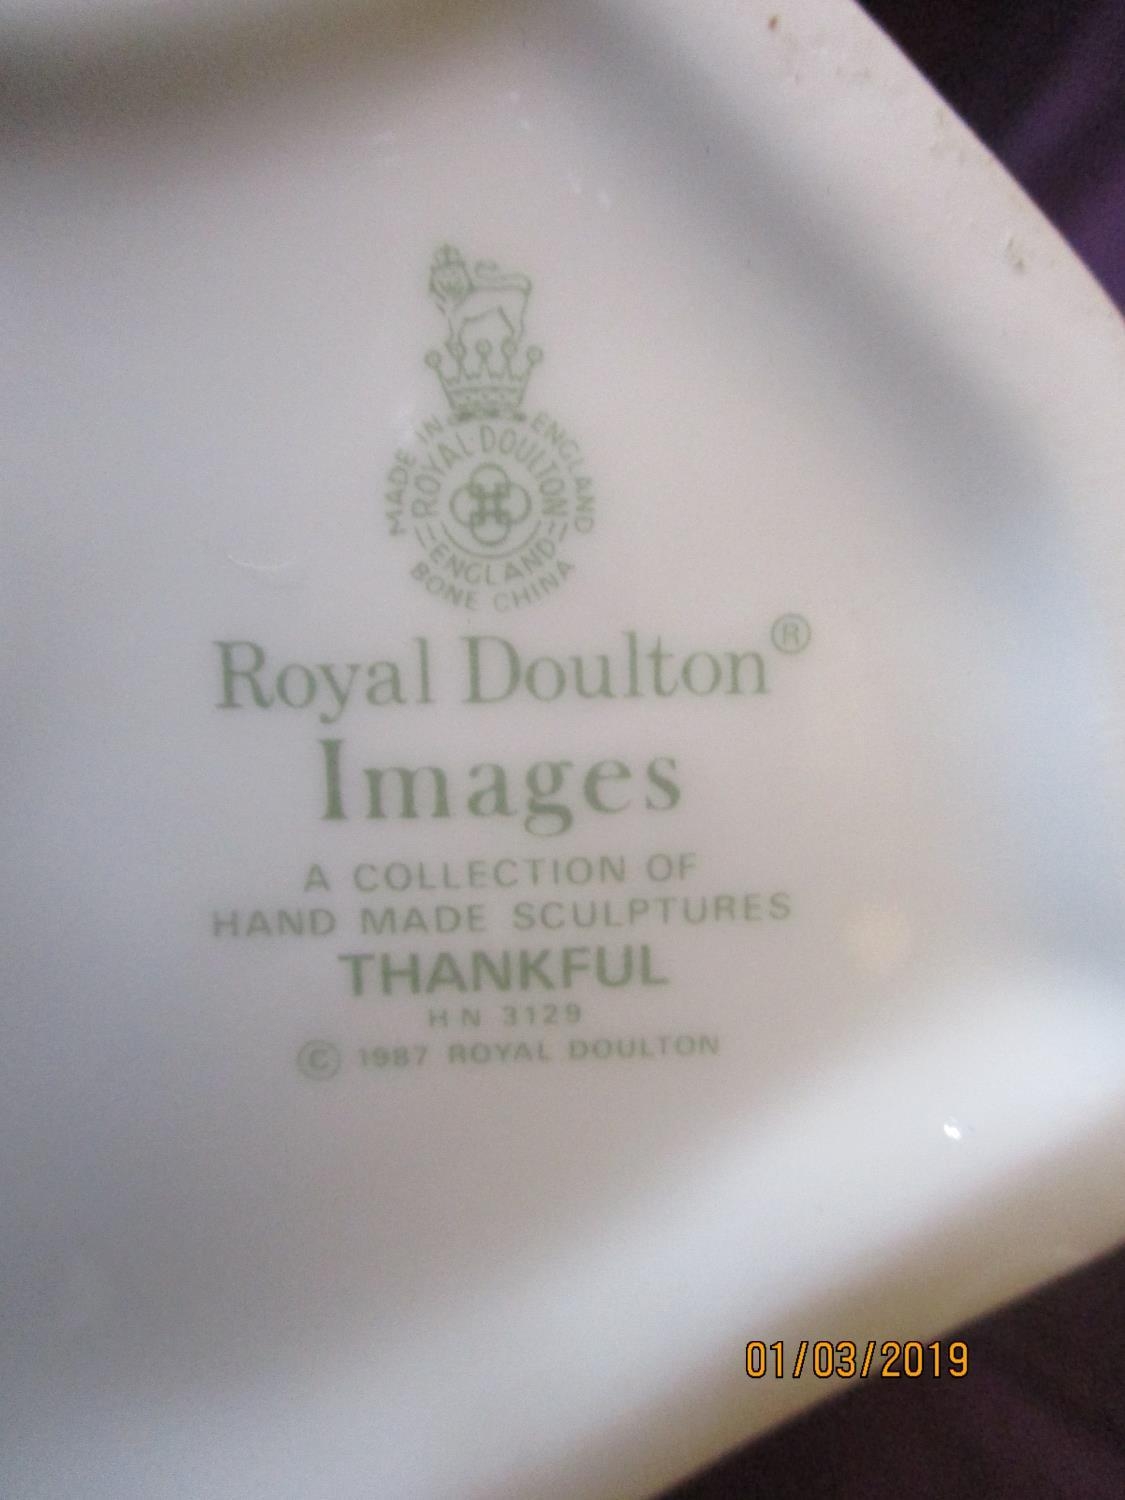 MADE IN ENGLAND
ROYAL DOULTON
ENGLAND
BONE CHINA
Royal Doulton®
Images
A COLLECTION OF
HAND MADE SCULPTURES
THANKFUL
HN 3129
© 1987 ROYAL DOULTON
01/03/2019